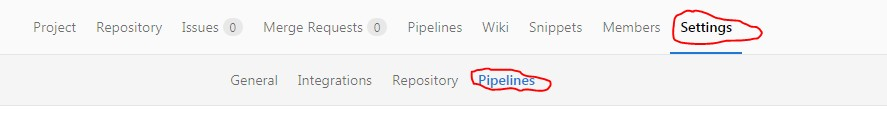 Project Repository Issues 0 Merge Requests 0 Pipelines Wiki Snippets Members Settings
General Integrations Repository Pipelines